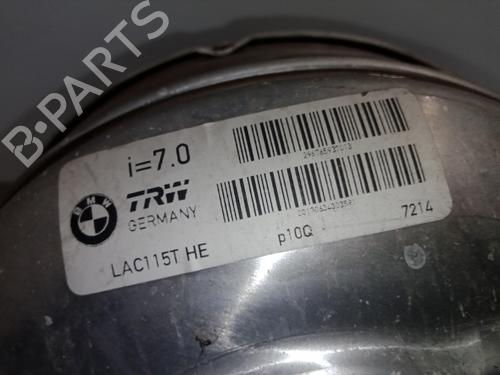 B-PARTS
i=7.0
BMW
TRW
GERMANY
LAC115T HE
p10Q
7214